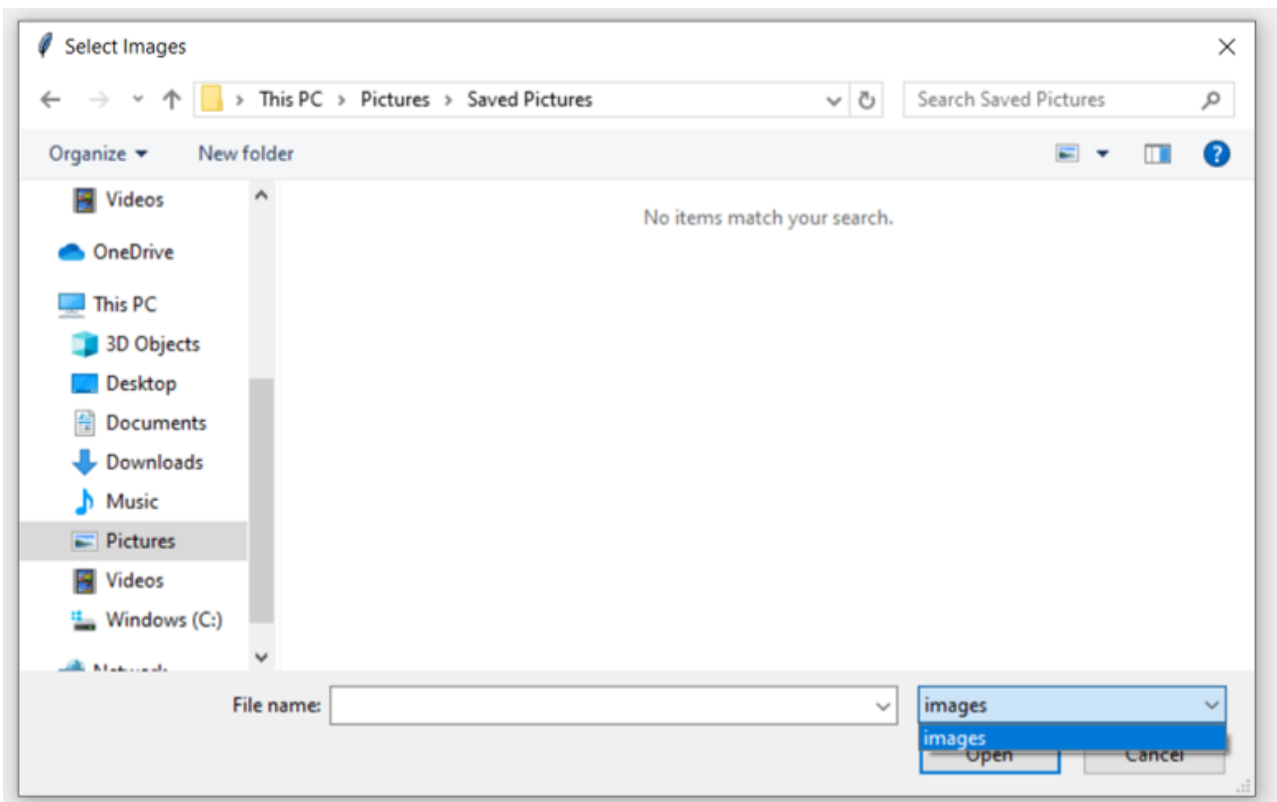 Select Images
This PC > Pictures > Saved Pictures
Search Saved Pictures
Organize
New folder
?
Videos
No items match your search.
OneDrive
This PC
3D Objects
Desktop
Documents
Downloads
Music
Pictures
Videos
Windows (C:)
Network
File name:
images
images
Open
Cancel